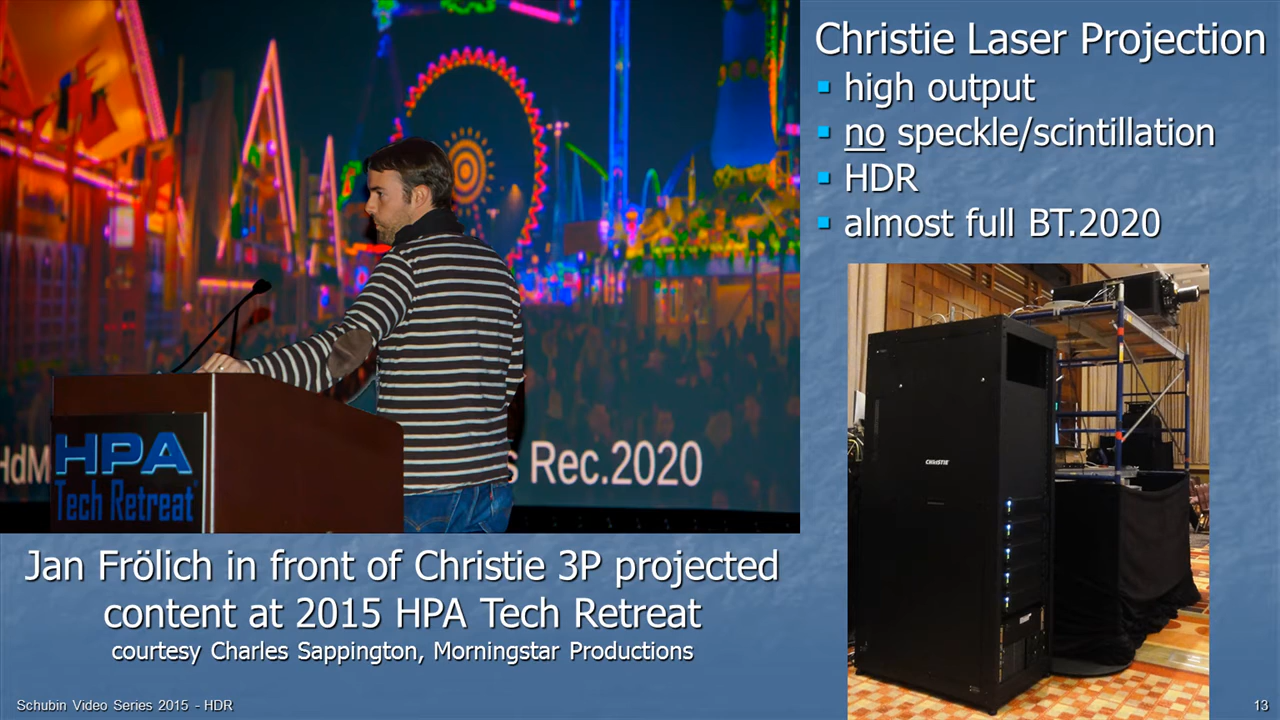 Christie Laser Projection
high output
no speckle/scintillation
HDR
almost full BT.2020
HdM
s Rec.2020
HPA
Tech Retreat
CHRISTIE
Jan Frölich in front of Christie 3P projected
content at 2015 HPA Tech Retreat
courtesy Charles Sappington, Morningstar Productions
Schubin Video Series 2015 - HDR
13